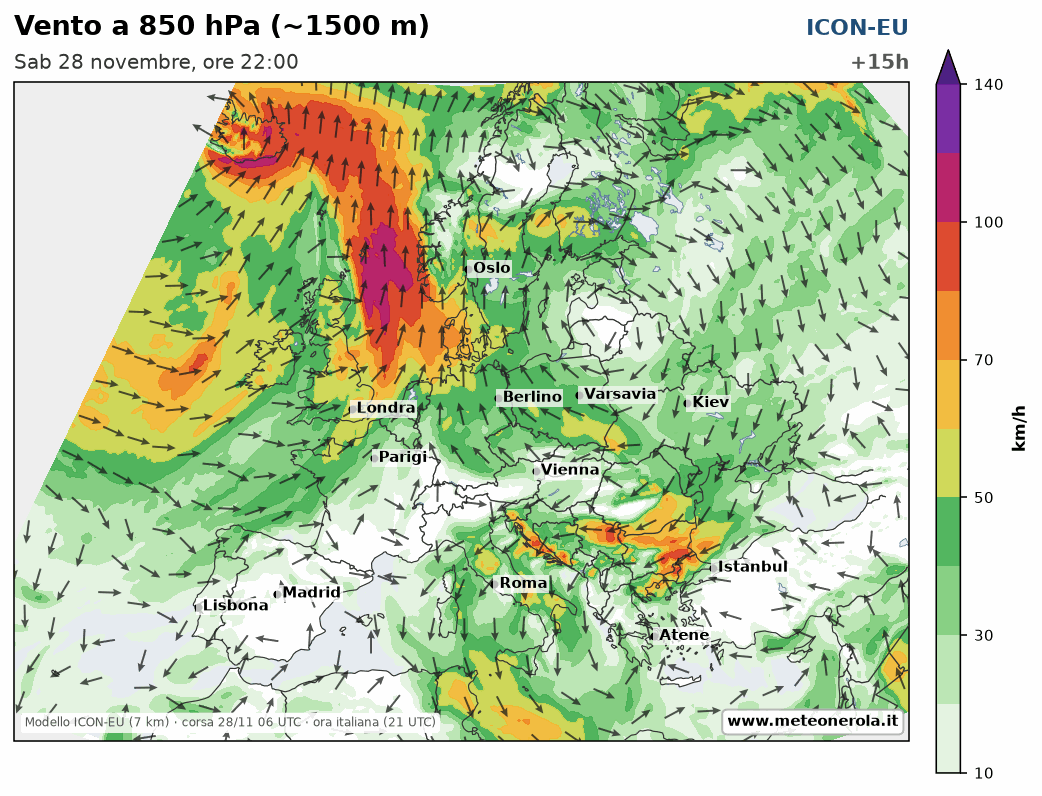 Vento a 850 hPa (~1500 m)
ICON-EU
Sab 28 novembre, ore 22:00
+15h
140
100
70
50
30
10
km/h
Oslo
Berlino
Varsavia
Kiev
Londra
Parigi
Vienna
Istanbul
Roma
Madrid
Lisbona
Atene
Modello ICON-EU (7 km) · corsa 28/11 06 UTC · ora italiana (21 UTC)
www.meteonerola.it